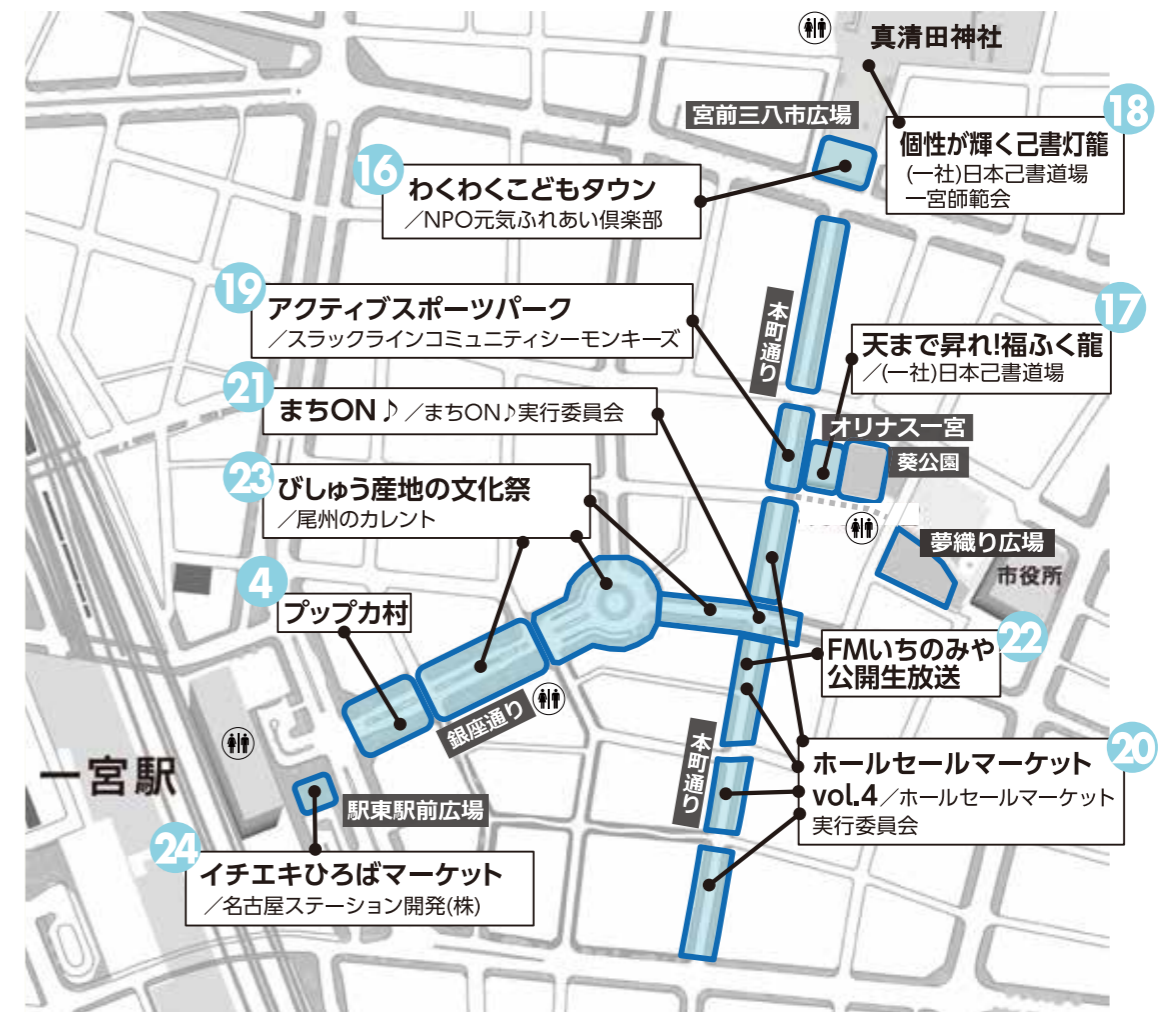 真清田神社
宮前三八市広場
18
個性が輝く己書灯籠
(一社)日本己書道場
一宮師範会
16
わくわくこどもタウン
／NPO元気ふれあい倶楽部
19
アクティブスポーツパーク
／スラックラインコミュニティシーモンキーズ
本町通り
17
天まで昇れ!福ふく龍
／(一社)日本己書道場
21
まちON♪／まちON♪実行委員会
オリナス一宮
葵公園
23
びしゅう産地の文化祭
／尾州のカレント
夢織り広場
市役所
4
プップカ村
22
FMいちのみや
公開生放送
銀座通り
本町通り
20
ホールセールマーケット
vol.4／ホールセールマーケット
実行委員会
一宮駅
駅東駅前広場
24
イチエキひろばマーケット
／名古屋ステーション開発(株)